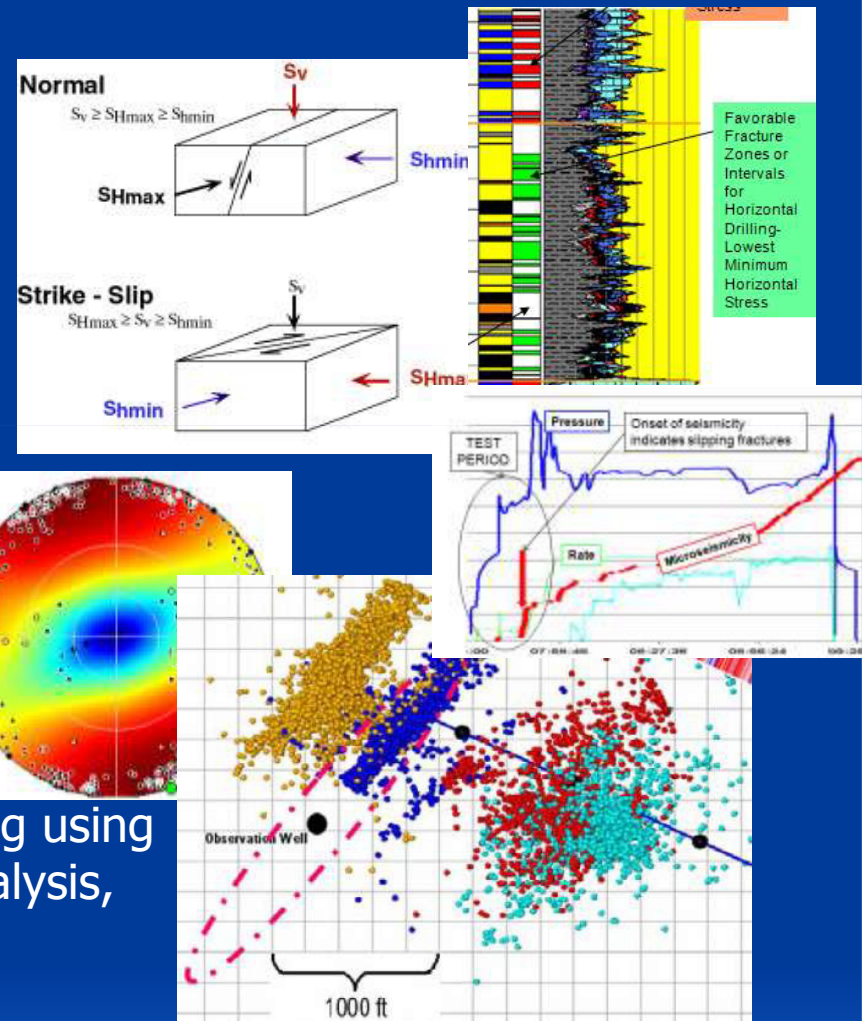 Normal
Sv ≥ SHmax ≥ Shmin
Sv
Shmin
SHmax
Strike - Slip
SHmax ≥ Sv ≥ Shmin
Sv
Shmin
SHma
Stress
Favorable
Fracture
Zones or
Intervals
for
Horizontal
Drilling-
Lowest
Minimum
Horizontal
Stress
TEST
PERIOD
Pressure
Onset of seismicity
indicates slipping fractures
Rate
Microseismicity
g using
alysis,
Observation Well
1000 ft